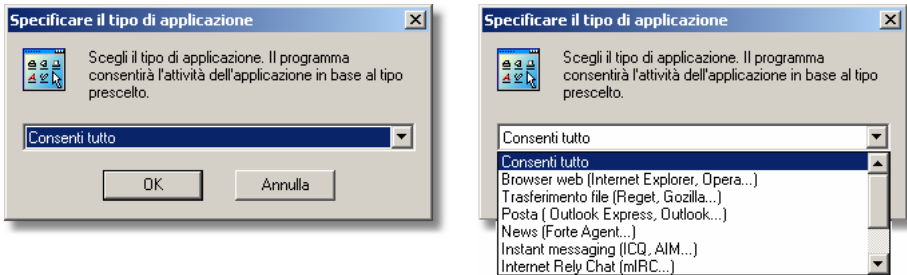 Specificare il tipo di applicazione
Scegli il tipo di applicazione. Il programma
consentirà l'attività dell'applicazione in base al tipo
prescelto.
Consenti tutto
OK
Annulla
Specificare il tipo di applicazione
Scegli il tipo di applicazione. Il programma
consentirà l'attività dell'applicazione in base al tipo
prescelto.
Consenti tutto
Consenti tutto
Browser web (Internet Explorer, Opera...)
Trasferimento file (Reget, Gozilla...)
Posta ( Outlook Express, Outlook...)
News (Forte Agent...)
Instant messaging (ICQ, AIM...)
Internet Rely Chat (mIRC...)